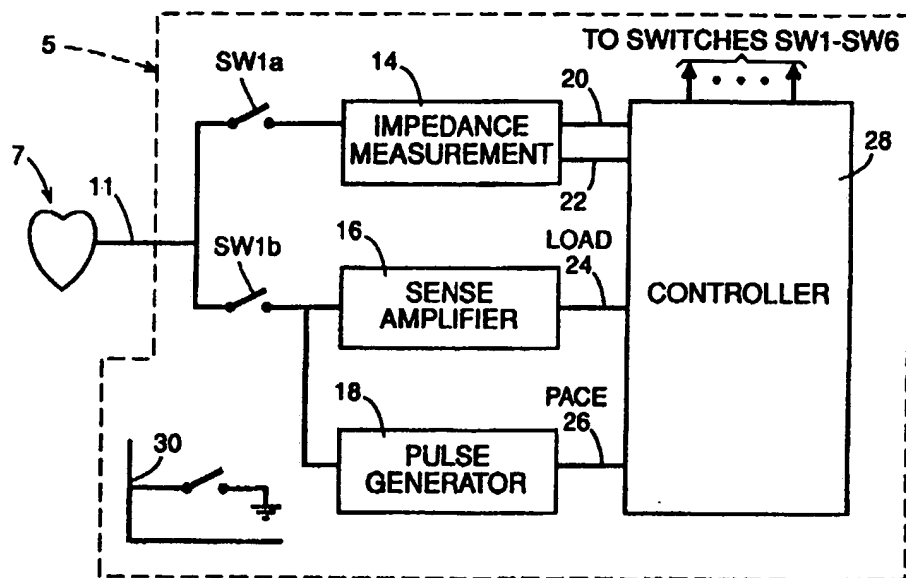 5
TO SWITCHES SW1-SW6
SW1a
14
20
IMPEDANCE
MEASUREMENT
28
7
11
22
SW1b
16
LOAD
24
SENSE
AMPLIFIER
CONTROLLER
18
PACE
26
30
PULSE
GENERATOR